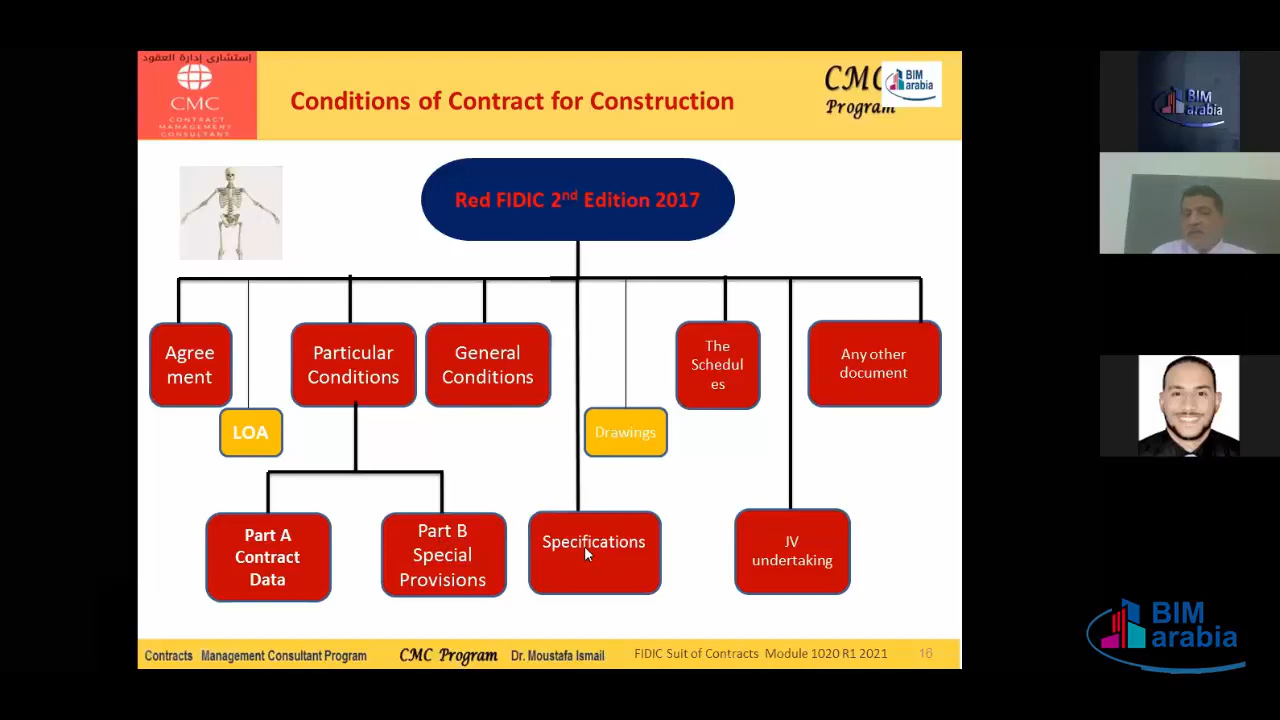 إستشارى إدارة العقود
CMC
CONTRACT
MANAGEMENT
CONSULTANT
Conditions of Contract for Construction
CMC
Program
BIM
arabia
BIM
arabia
Red FIDIC 2nd Edition 2017
Agree
ment
Particular
Conditions
General
Conditions
The
Schedul
es
Any other
document
LOA
Drawings
Part A
Contract
Data
Part B
Special
Provisions
Specifications
JV
undertaking
Contracts Management Consultant Program
CMC Program
Dr. Moustafa Ismail
FIDIC Suit of Contracts Module 1020 R1 2021
16
BIM
arabia